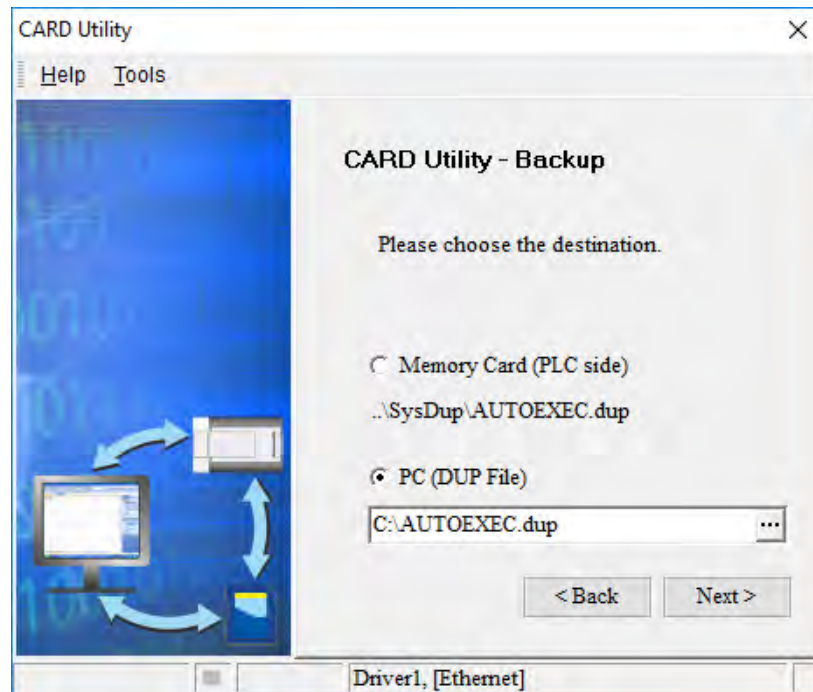 CARD Utility
Help Tools
CARD Utility - Backup
Please choose the destination.
Memory Card (PLC side)
..\SysDup\AUTOEXEC.dup
PC (DUP File)
C:\AUTOEXEC.dup
...
< Back Next >
Driver1, [Ethernet]